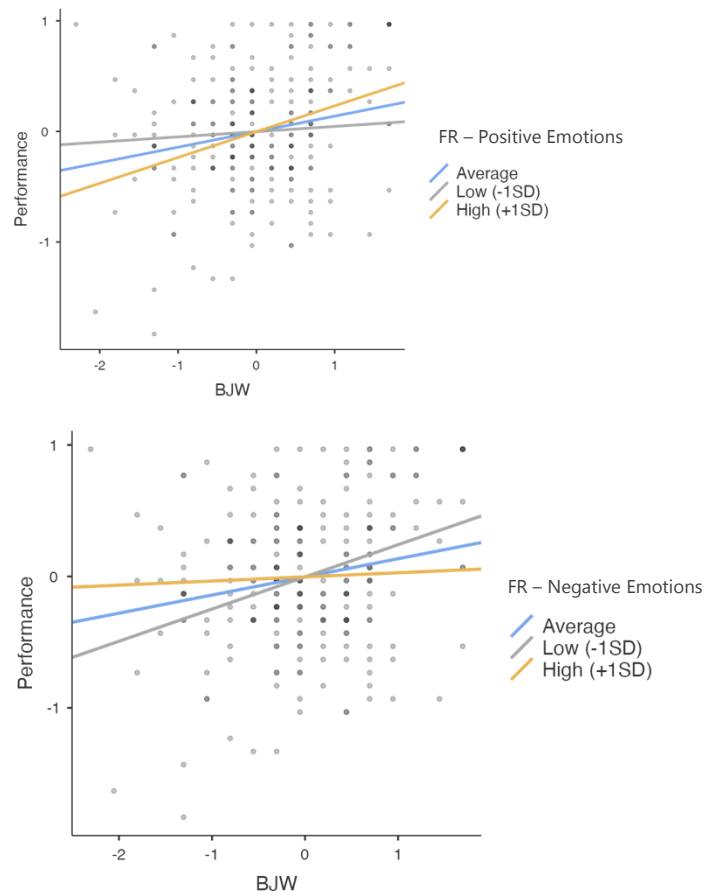 1
0
-1
Performance
-2
-1
0
1
BJW
FR – Positive Emotions
Average
Low (-1SD)
High (+1SD)
1
0
-1
Performance
-2
-1
0
1
BJW
FR – Negative Emotions
Average
Low (-1SD)
High (+1SD)